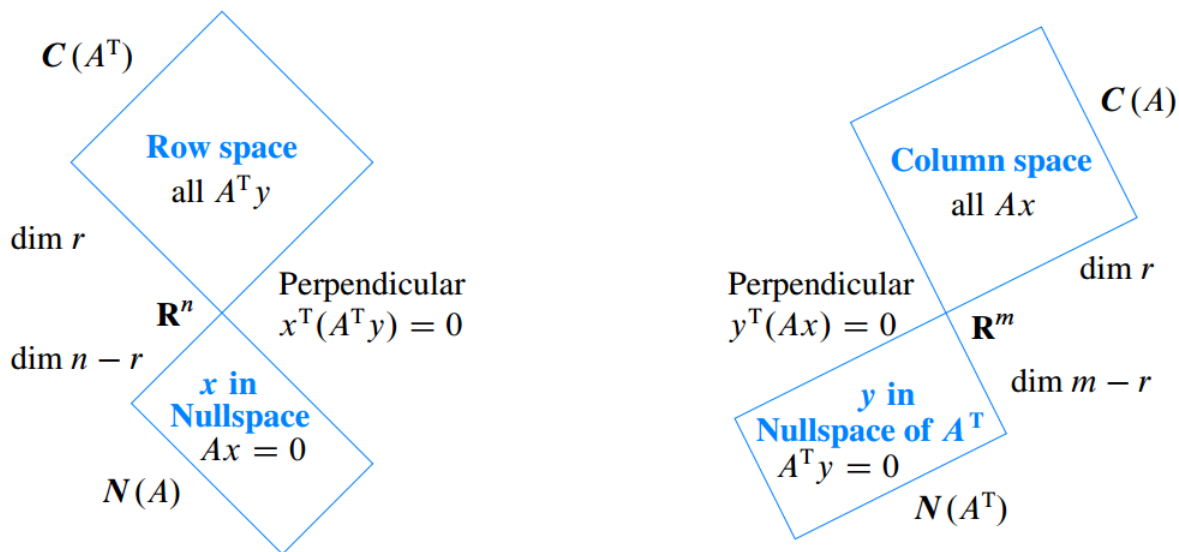 C(Aᵀ)
Row space
all Aᵀy
dim r
Rⁿ
Perpendicular
xᵀ(Aᵀy) = 0
dim n − r
x in
Nullspace
Ax = 0
N(A)
C(A)
Column space
all Ax
dim r
Perpendicular
yᵀ(Ax) = 0
Rᵐ
dim m − r
y in
Nullspace of Aᵀ
Aᵀy = 0
N(Aᵀ)